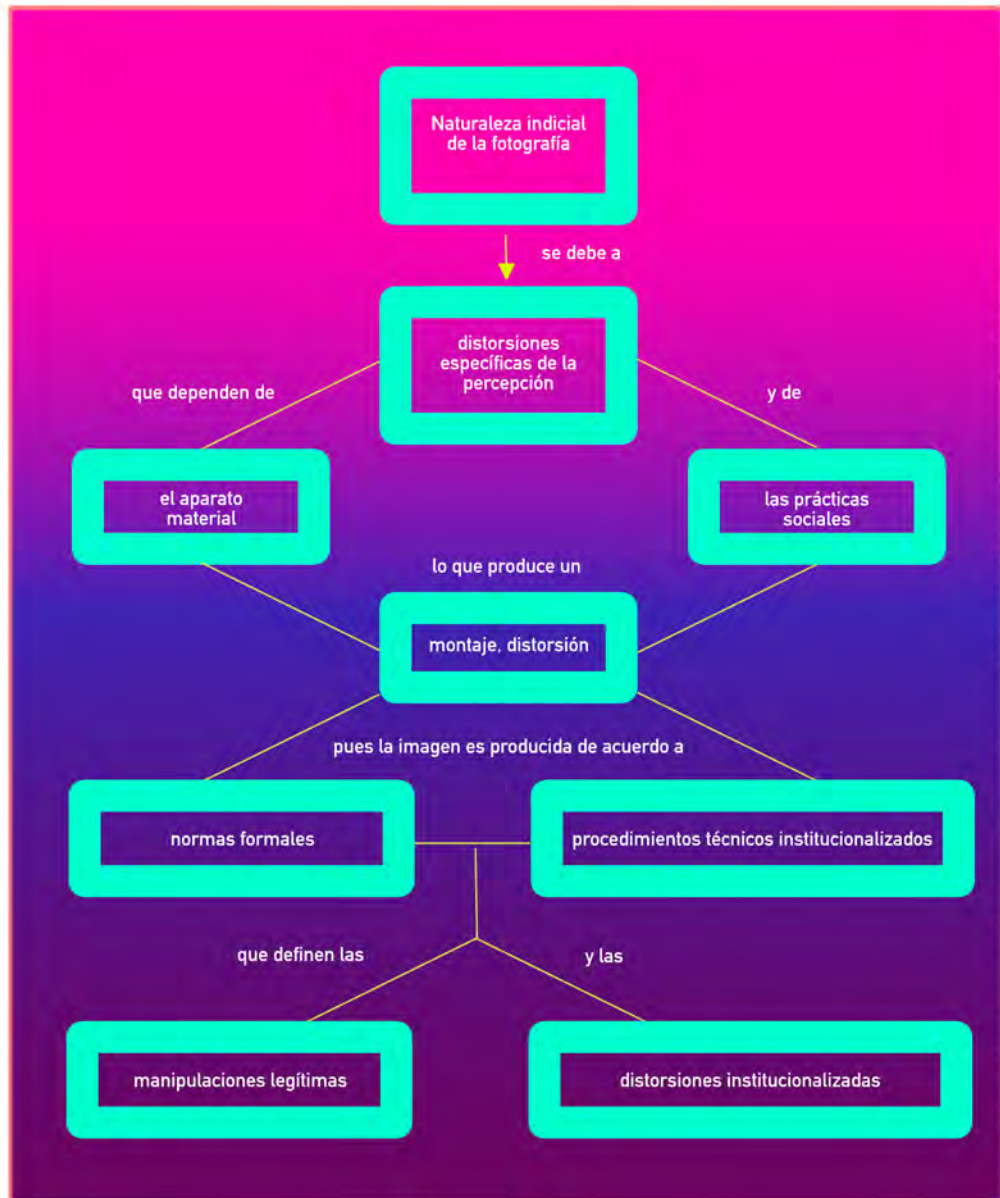 Naturaleza indicial
de la fotografía
se debe a
distorsiones
específicas de la
percepción
que dependen de
y de
el aparato
material
las prácticas
sociales
lo que produce un
montaje, distorsión
pues la imagen es producida de acuerdo a
normas formales
procedimientos técnicos institucionalizados
que definen las
y las
manipulaciones legítimas
distorsiones institucionalizadas